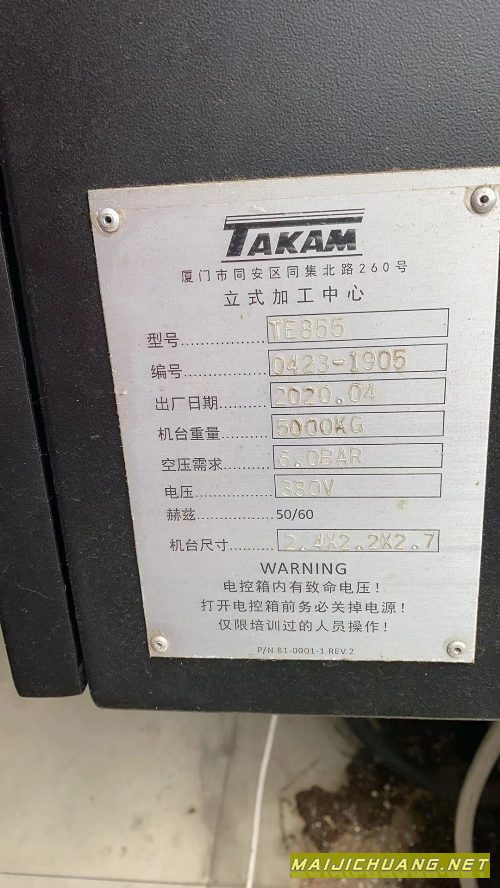 TAKAM
厦门市同安区同集北路260号
立式加工中心
型号.................. TE855
编号.................. 0423-1905
出厂日期........... 2020.04
机台重量........... 5000KG
空压需求........... 6.0BAR
电压.................. 380V
赫兹.................. 50/60
机台尺寸.......... 2.4X2.2X2.7
WARNING
电控箱内有致命电压！
打开电控箱前务必关掉电源！
仅限培训过的人员操作！
P/N 81-0001-1 REV.2
MAIJICHUANG.NET